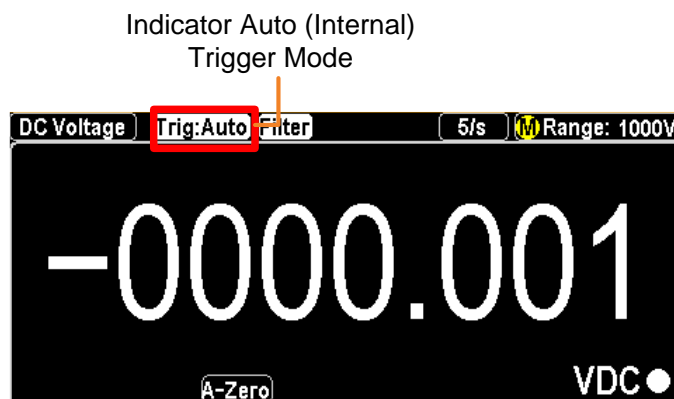 Indicator Auto (Internal)
Trigger Mode
DC Voltage Trig:Auto Filter 5/s M Range: 1000V
-0000.001
A-Zero VDC